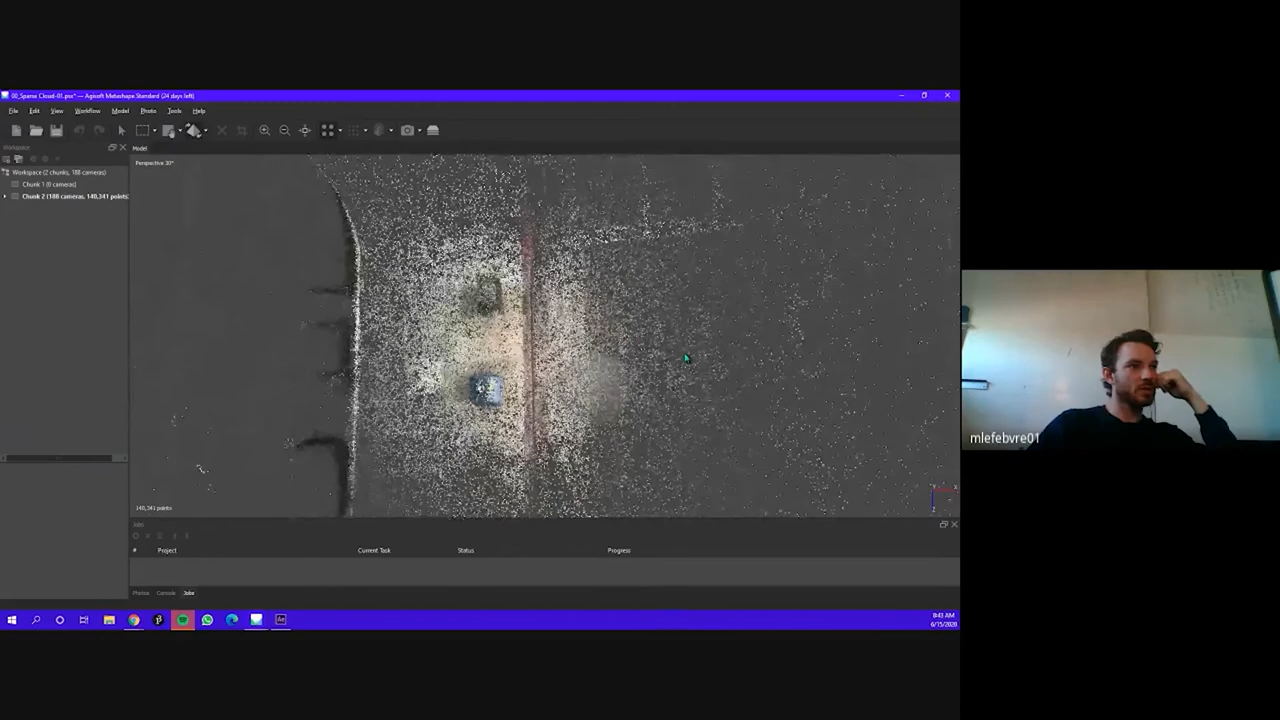 00_Sparse Cloud-01.psx* — Agisoft Metashape Standard (24 days left)
File Edit View Workflow Model Photo Tools Help
Workspace
Model
Perspective 30°
Workspace (2 chunks, 188 cameras)
Chunk 1 (0 cameras)
Chunk 2 (188 cameras, 140,341 points)
140,341 points
X
Jobs
# Project Current Task Status Progress
Photos Console Jobs
Ae
8:43 AM
6/15/2020
mlefebvre01